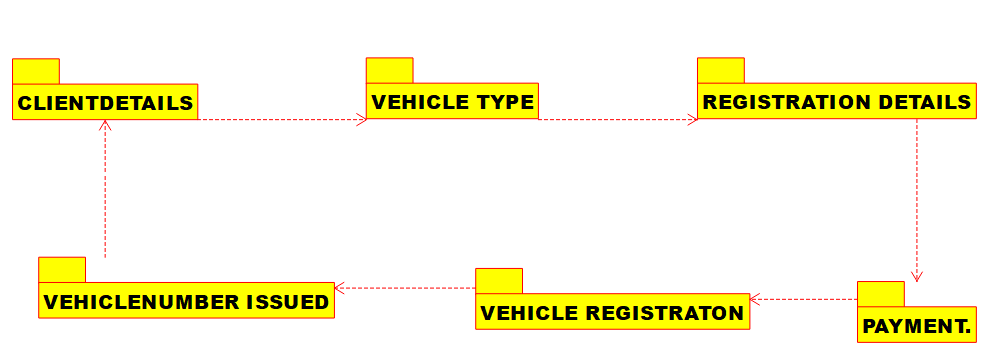 CLIENTDETAILS
VEHICLE TYPE
REGISTRATION DETAILS
VEHICLENUMBER ISSUED
VEHICLE REGISTRATON
PAYMENT.